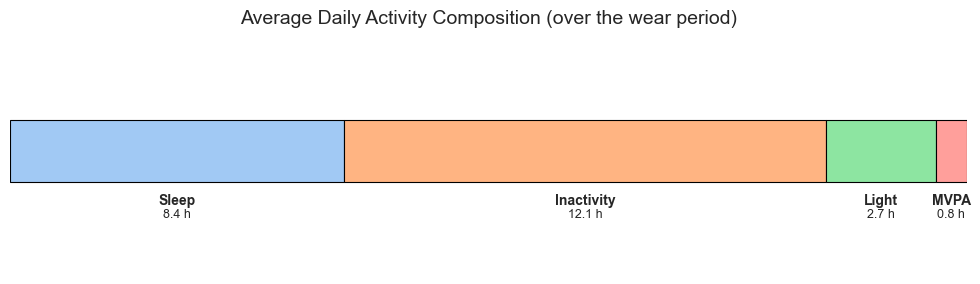 Average Daily Activity Composition (over the wear period)
Sleep
8.4 h
Inactivity
12.1 h
Light
2.7 h
MVPA
0.8 h